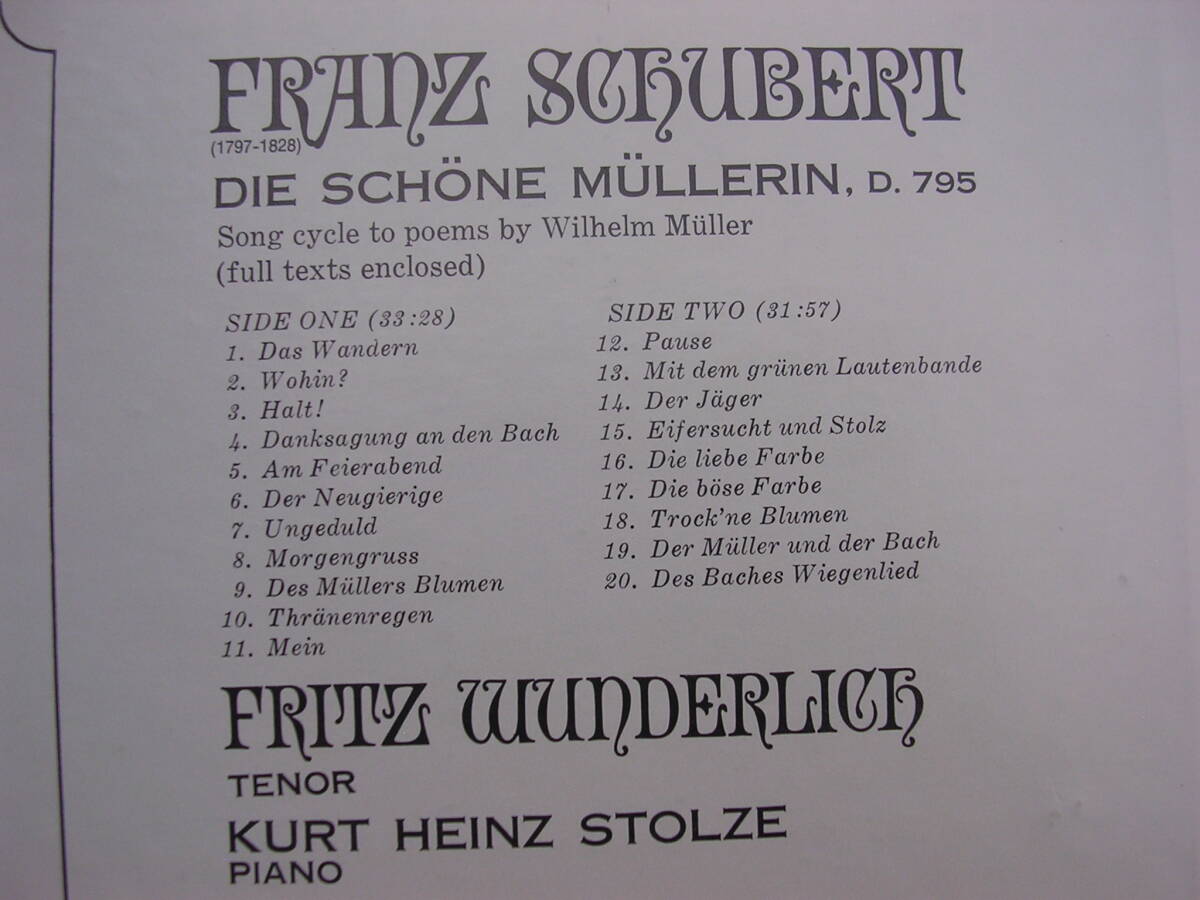 FRANZ SCHUBERT
(1797-1828)
DIE SCHÖNE MÜLLERIN, D. 795
Song cycle to poems by Wilhelm Müller
(full texts enclosed)
SIDE ONE (33:28)
1. Das Wandern
2. Wohin?
3. Halt!
4. Danksagung an den Bach
5. Am Feierabend
6. Der Neugierige
7. Ungeduld
8. Morgengruss
9. Des Müllers Blumen
10. Thränenregen
11. Mein
SIDE TWO (31:57)
12. Pause
13. Mit dem grünen Lautenbande
14. Der Jäger
15. Eifersucht und Stolz
16. Die liebe Farbe
17. Die böse Farbe
18. Trock'ne Blumen
19. Der Müller und der Bach
20. Des Baches Wiegenlied
FRITZ WUNDERLICH
TENOR
KURT HEINZ STOLZE
PIANO